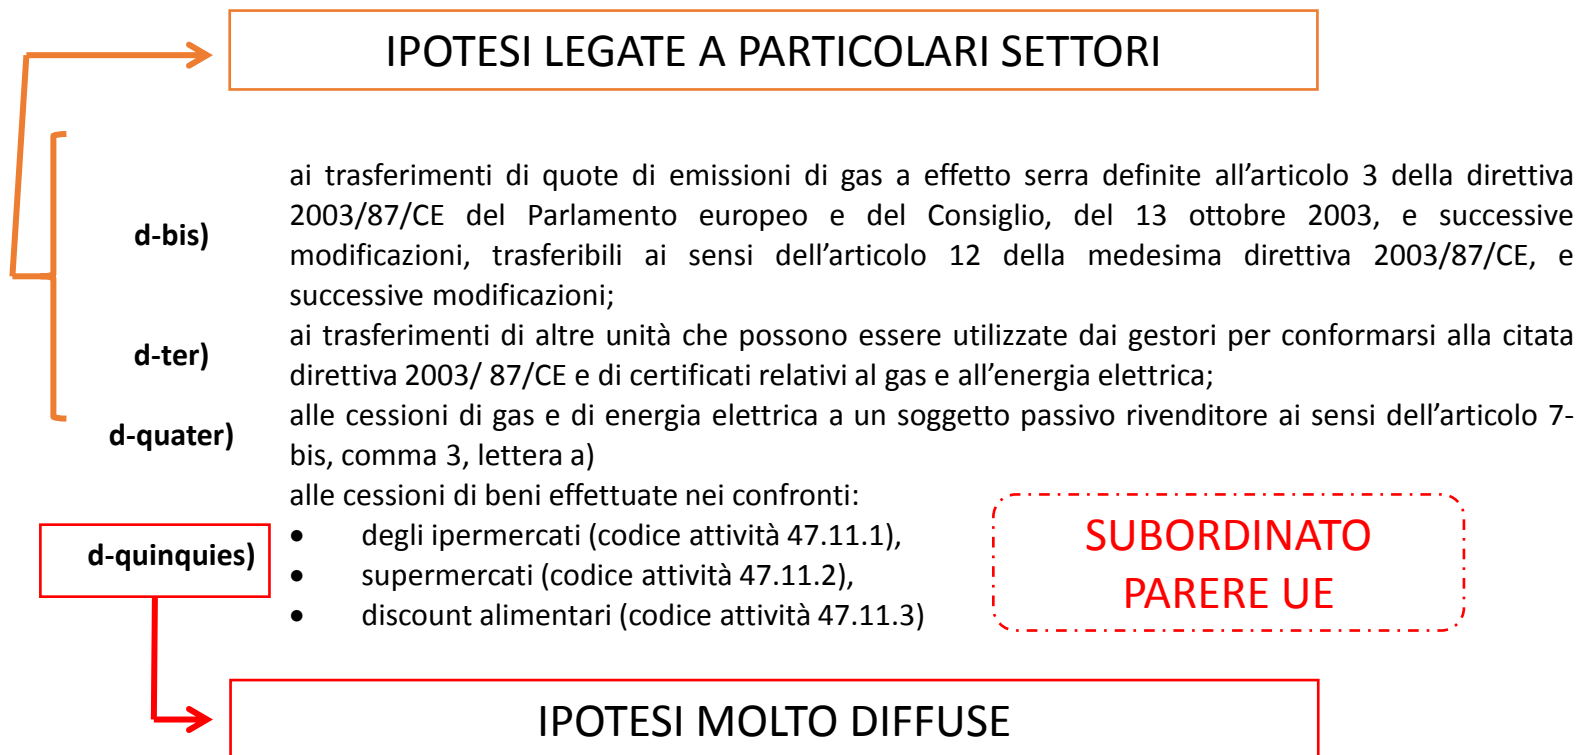 IPOTESI LEGATE A PARTICOLARI SETTORI
d-bis)
ai trasferimenti di quote di emissioni di gas a effetto serra definite all’articolo 3 della direttiva
2003/87/CE del Parlamento europeo e del Consiglio, del 13 ottobre 2003, e successive
modificazioni, trasferibili ai sensi dell’articolo 12 della medesima direttiva 2003/87/CE, e
successive modificazioni;
d-ter)
ai trasferimenti di altre unità che possono essere utilizzate dai gestori per conformarsi alla citata
direttiva 2003/ 87/CE e di certificati relativi al gas e all’energia elettrica;
d-quater)
alle cessioni di gas e di energia elettrica a un soggetto passivo rivenditore ai sensi dell’articolo 7-
bis, comma 3, lettera a)
d-quinquies)
alle cessioni di beni effettuate nei confronti:
• degli ipermercati (codice attività 47.11.1),
• supermercati (codice attività 47.11.2),
• discount alimentari (codice attività 47.11.3)
SUBORDINATO
PARERE UE
IPOTESI MOLTO DIFFUSE